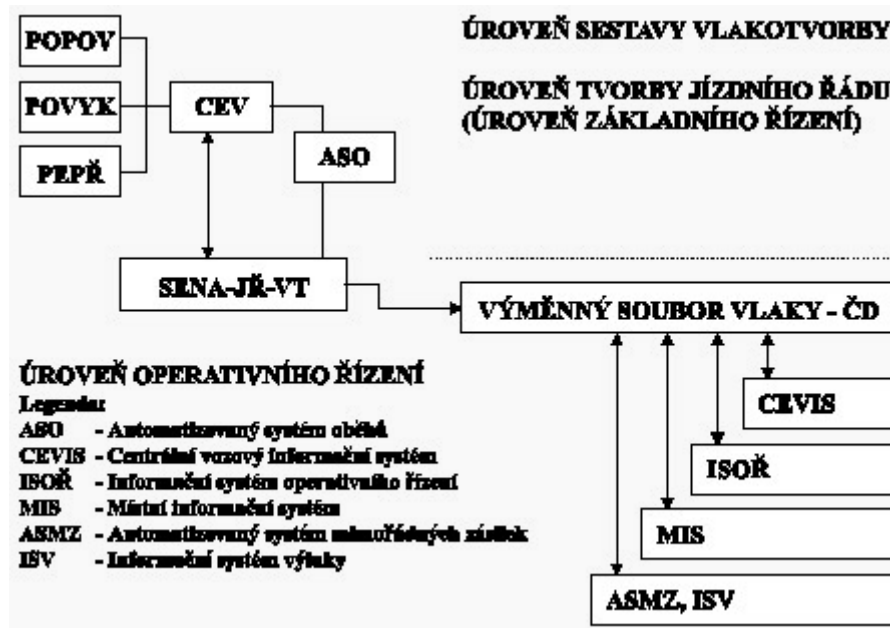 POPOV
ÚROVEŇ SESTAVY VLAKOTVORBY
POVYK
CEV
ÚROVEŇ TVORBY JÍZDNÍHO ŘÁDU
(ÚROVEŇ ZÁKLADNÍHO ŘÍZENÍ)
ASO
PEPŘ
SENA-JŘ-VT
VÝMĚNNÝ SOUBOR VLAKY - ČD
ÚROVEŇ OPERATIVNÍHO ŘÍZENÍ
Legenda:
ASO - Automatizovaný systém oběhů
CEVIS - Centrální vozový informační systém
ISOŘ - Informační systém operativního řízení
MIS - Místní informační systém
ASMZ - Automatizovaný systém mimořádných zásilek
ISV - Informační systém výluky
CEVIS
ISOŘ
MIS
ASMZ, ISV